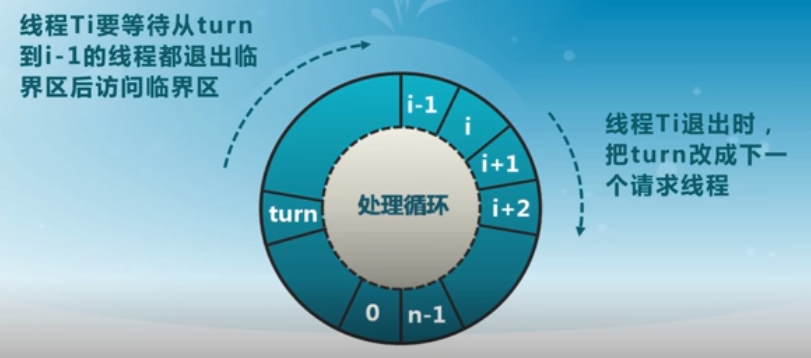 线程Ti要等待从turn
到i-1的线程都退出临
界区后访问临界区
i-1
i
i+1
i+2
turn
处理循环
0
n-1
线程Ti退出时，
把turn改成下一
个请求线程